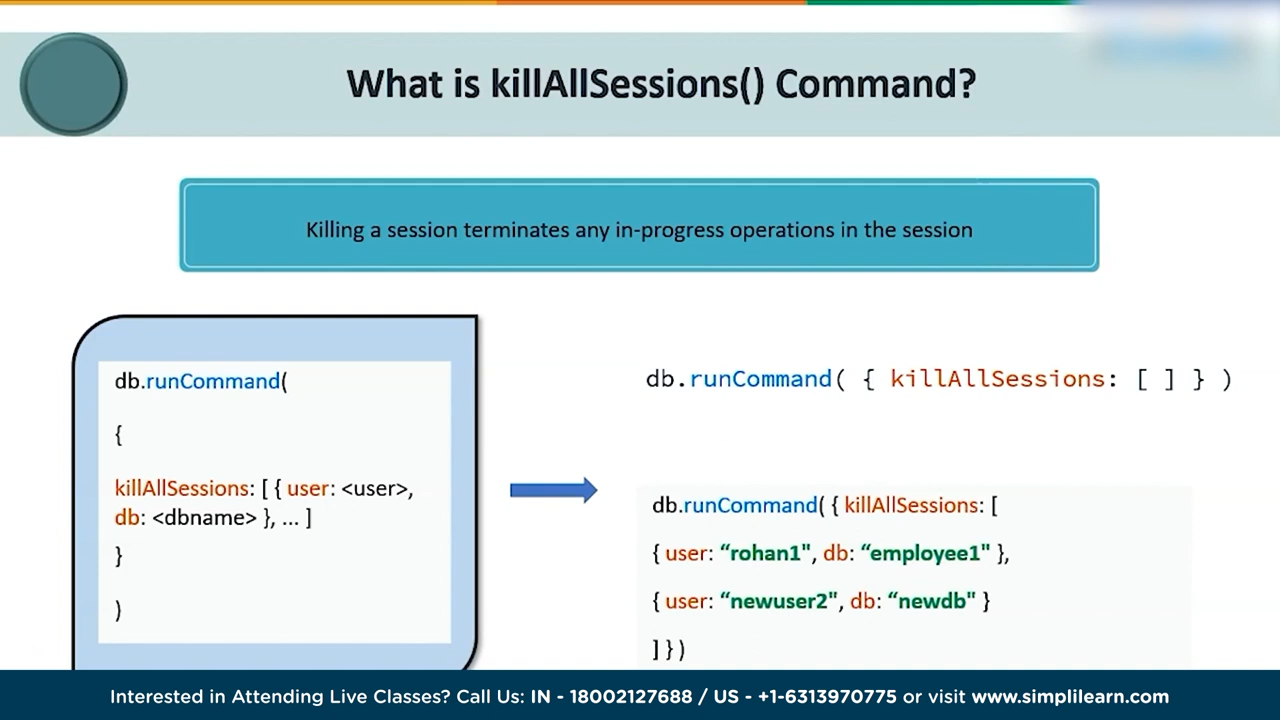 What is killAllSessions() Command?
Killing a session terminates any in-progress operations in the session
db.runCommand(
{
killAllSessions: [ { user: <user>,
db: <dbname> }, ... ]
}
)
db.runCommand( { killAllSessions: [ ] } )
db.runCommand( { killAllSessions: [
{ user: “rohan1", db: “employee1" },
{ user: “newuser2", db: “newdb" }
] } )
Interested in Attending Live Classes? Call Us: IN - 18002127688 / US - +1-6313970775 or visit www.simplilearn.com